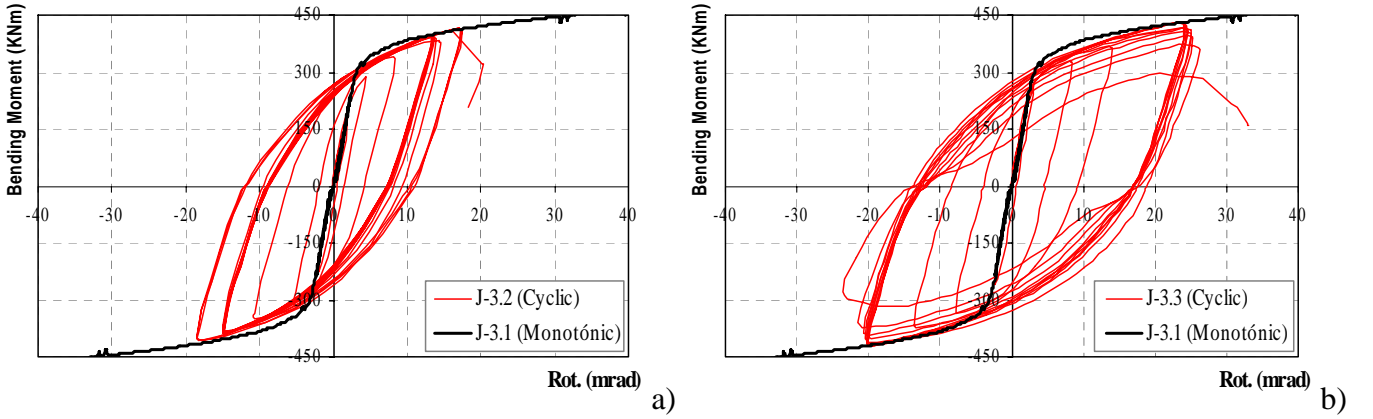 Bending Moment (KNm)
450
300
150
0
-150
-300
-450
-40 -30 -20 -10 0 10 20 30 40
J-3.2 (Cyclic)
J-3.1 (Monotónic)
Rot. (mrad)
a)
Bending Moment (KNm)
450
300
150
0
-150
-300
-450
-40 -30 -20 -10 0 10 20 30 40
J-3.3 (Cyclic)
J-3.1 (Monotónic)
Rot. (mrad)
b)